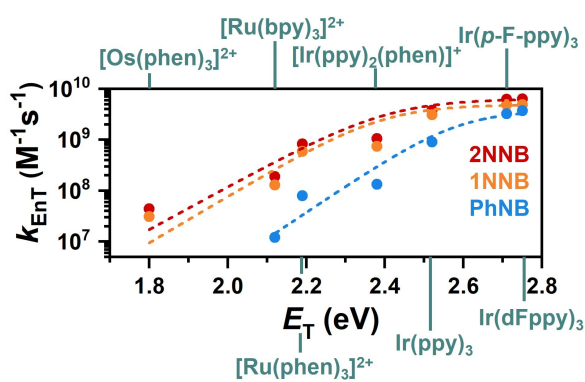 [Ru(bpy)₃]²⁺
Ir(p-F-ppy)₃
[Os(phen)₃]²⁺
[Ir(ppy)₂(phen)]⁺
10¹⁰
10⁹
10⁸
10⁷
k_EnT (M⁻¹s⁻¹)
2NNB
1NNB
PhNB
1.8 2.0 2.2 2.4 2.6 2.8
E_T (eV)
Ir(dFppy)₃
Ir(ppy)₃
[Ru(phen)₃]²⁺